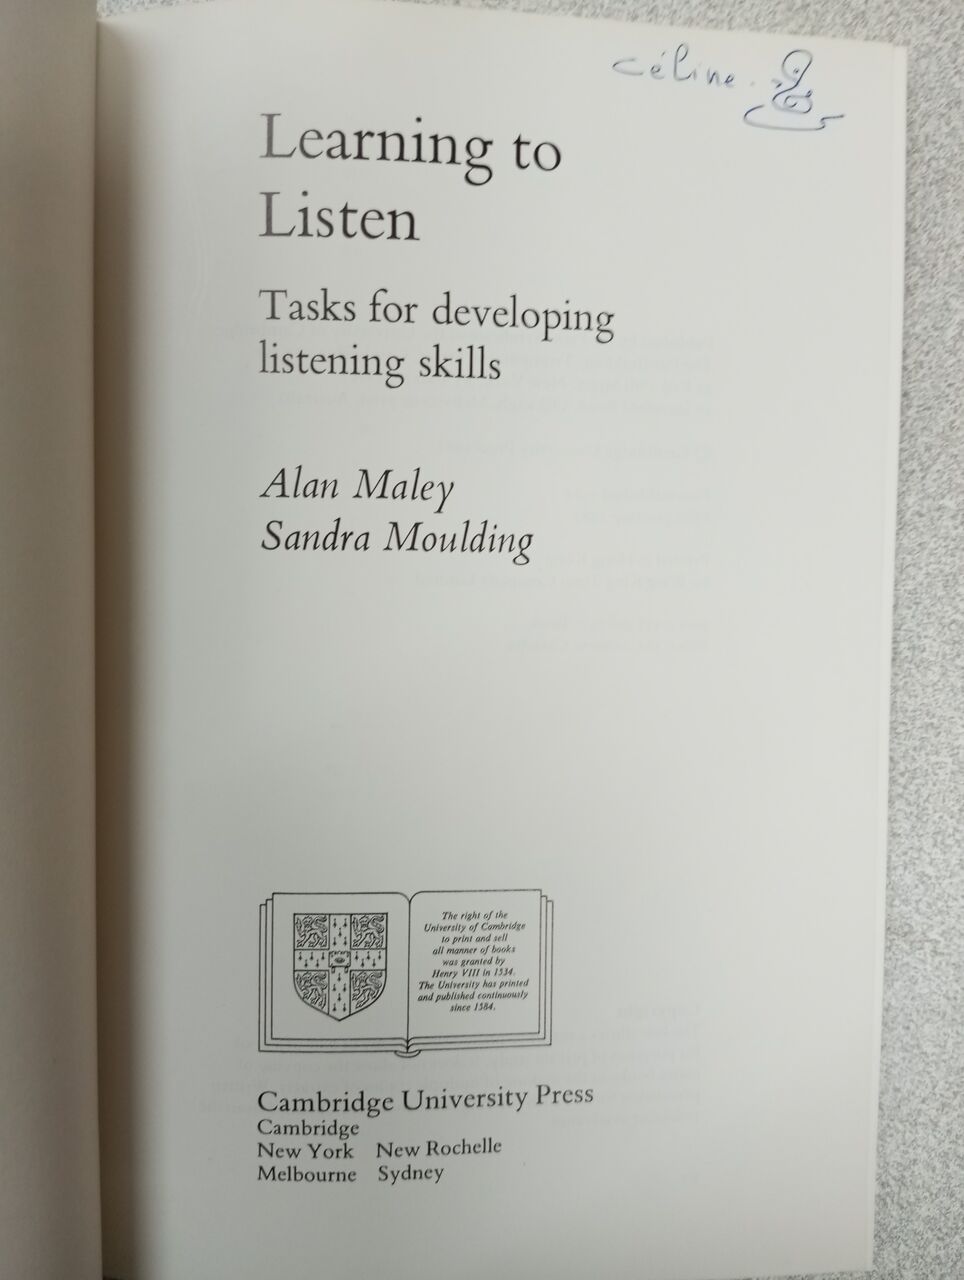 céline.
Learning to
Listen
Tasks for developing
listening skills
Alan Maley
Sandra Moulding
The right of the
University of Cambridge
to print and sell
all manner of books
was granted by
Henry VIII in 1534.
The University has printed
and published continuously
since 1584.
Cambridge University Press
Cambridge
New York New Rochelle
Melbourne Sydney